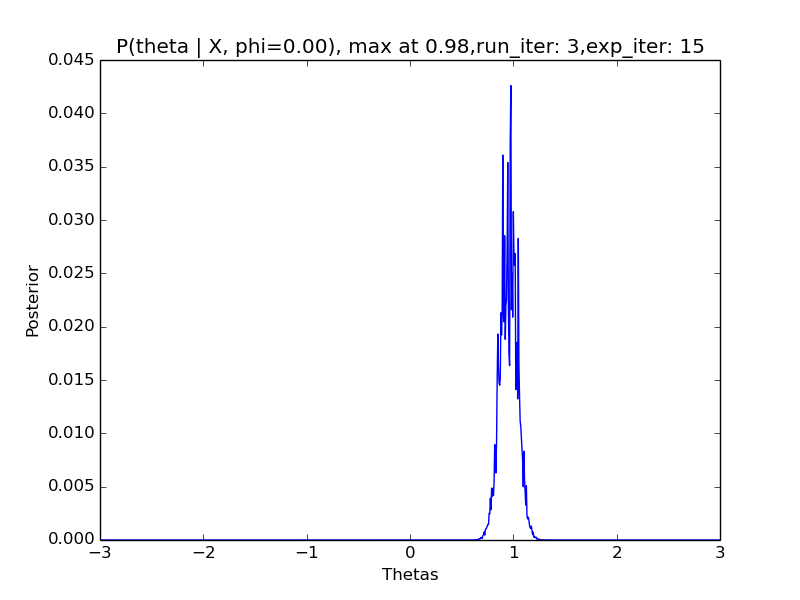 P(theta | X, phi=0.00), max at 0.98,run_iter: 3,exp_iter: 15
0.045
0.040
0.035
0.030
0.025
0.020
0.015
0.010
0.005
0.000
Posterior
−3 −2 −1 0 1 2 3
Thetas